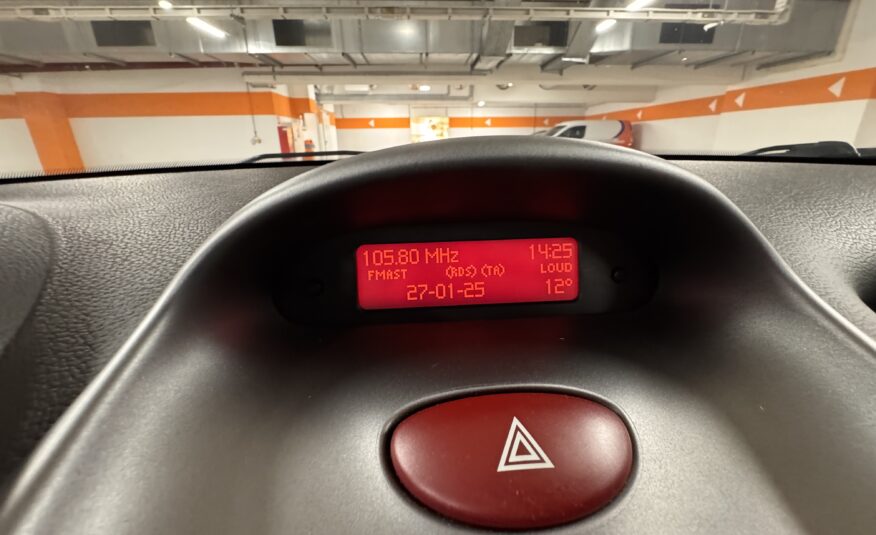 105.80 MHz 14:25
FMAST (RDS) (TA) LOUD
27-01-25 12°